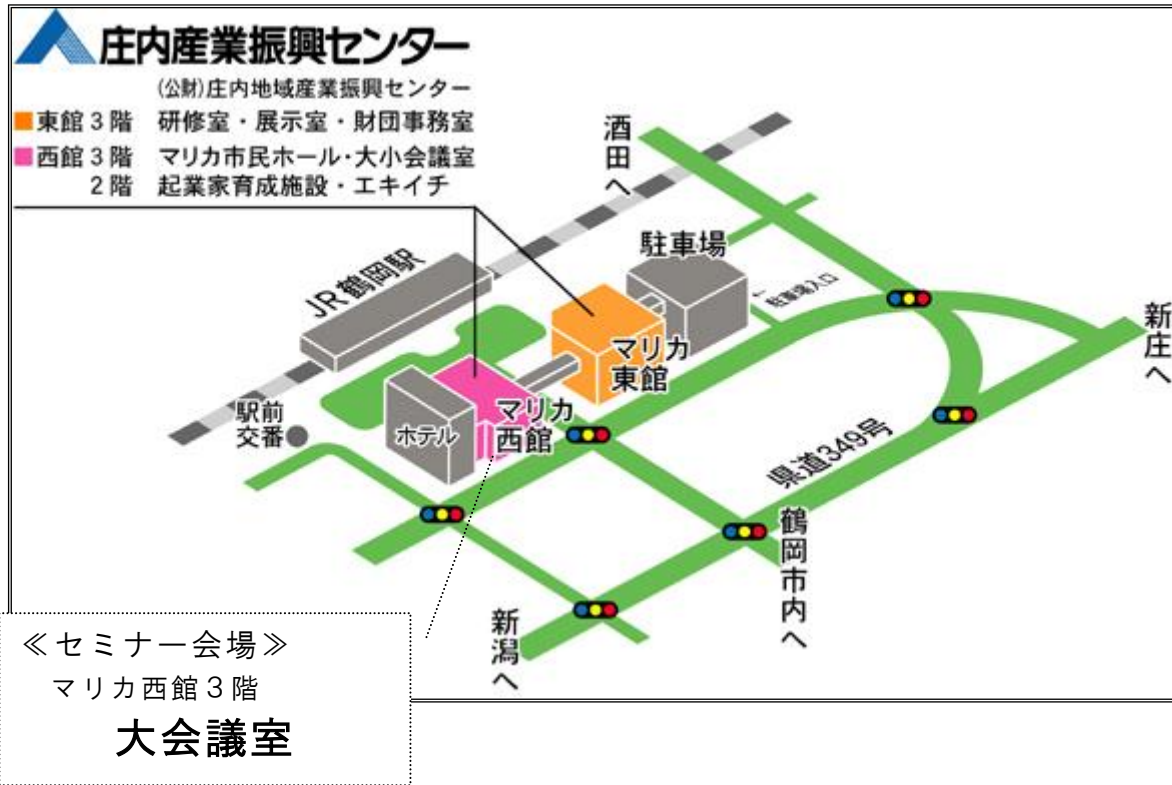 庄内産業振興センター
(公財)庄内地域産業振興センター
■東館3階 研修室・展示室・財団事務室
■西館3階 マリカ市民ホール・大小会議室
2階 起業家育成施設・エキイチ
酒田へ
駐車場
←駐車場入口
JR鶴岡駅
新庄へ
マリカ
東館
駅前
交番
ホテル
マリカ
西館
県道349号
鶴岡市内へ
新潟へ
≪セミナー会場≫
マリカ西館3階
大会議室